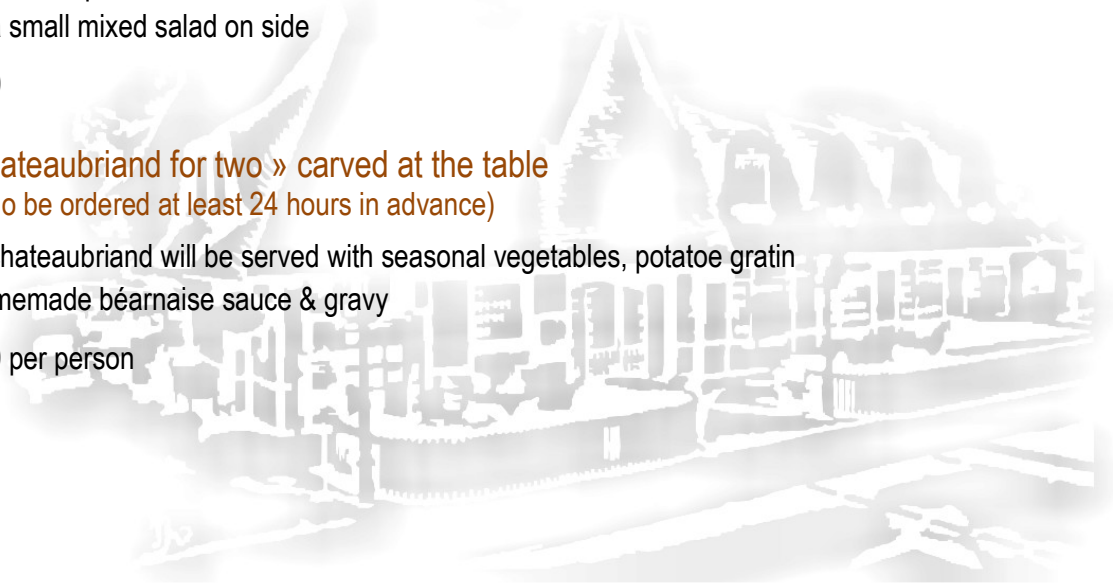 small mixed salad on side
ateaubriand for two » carved at the table
o be ordered at least 24 hours in advance)
hateaubriand will be served with seasonal vegetables, potatoe gratin
memade béarnaise sauce & gravy
per person